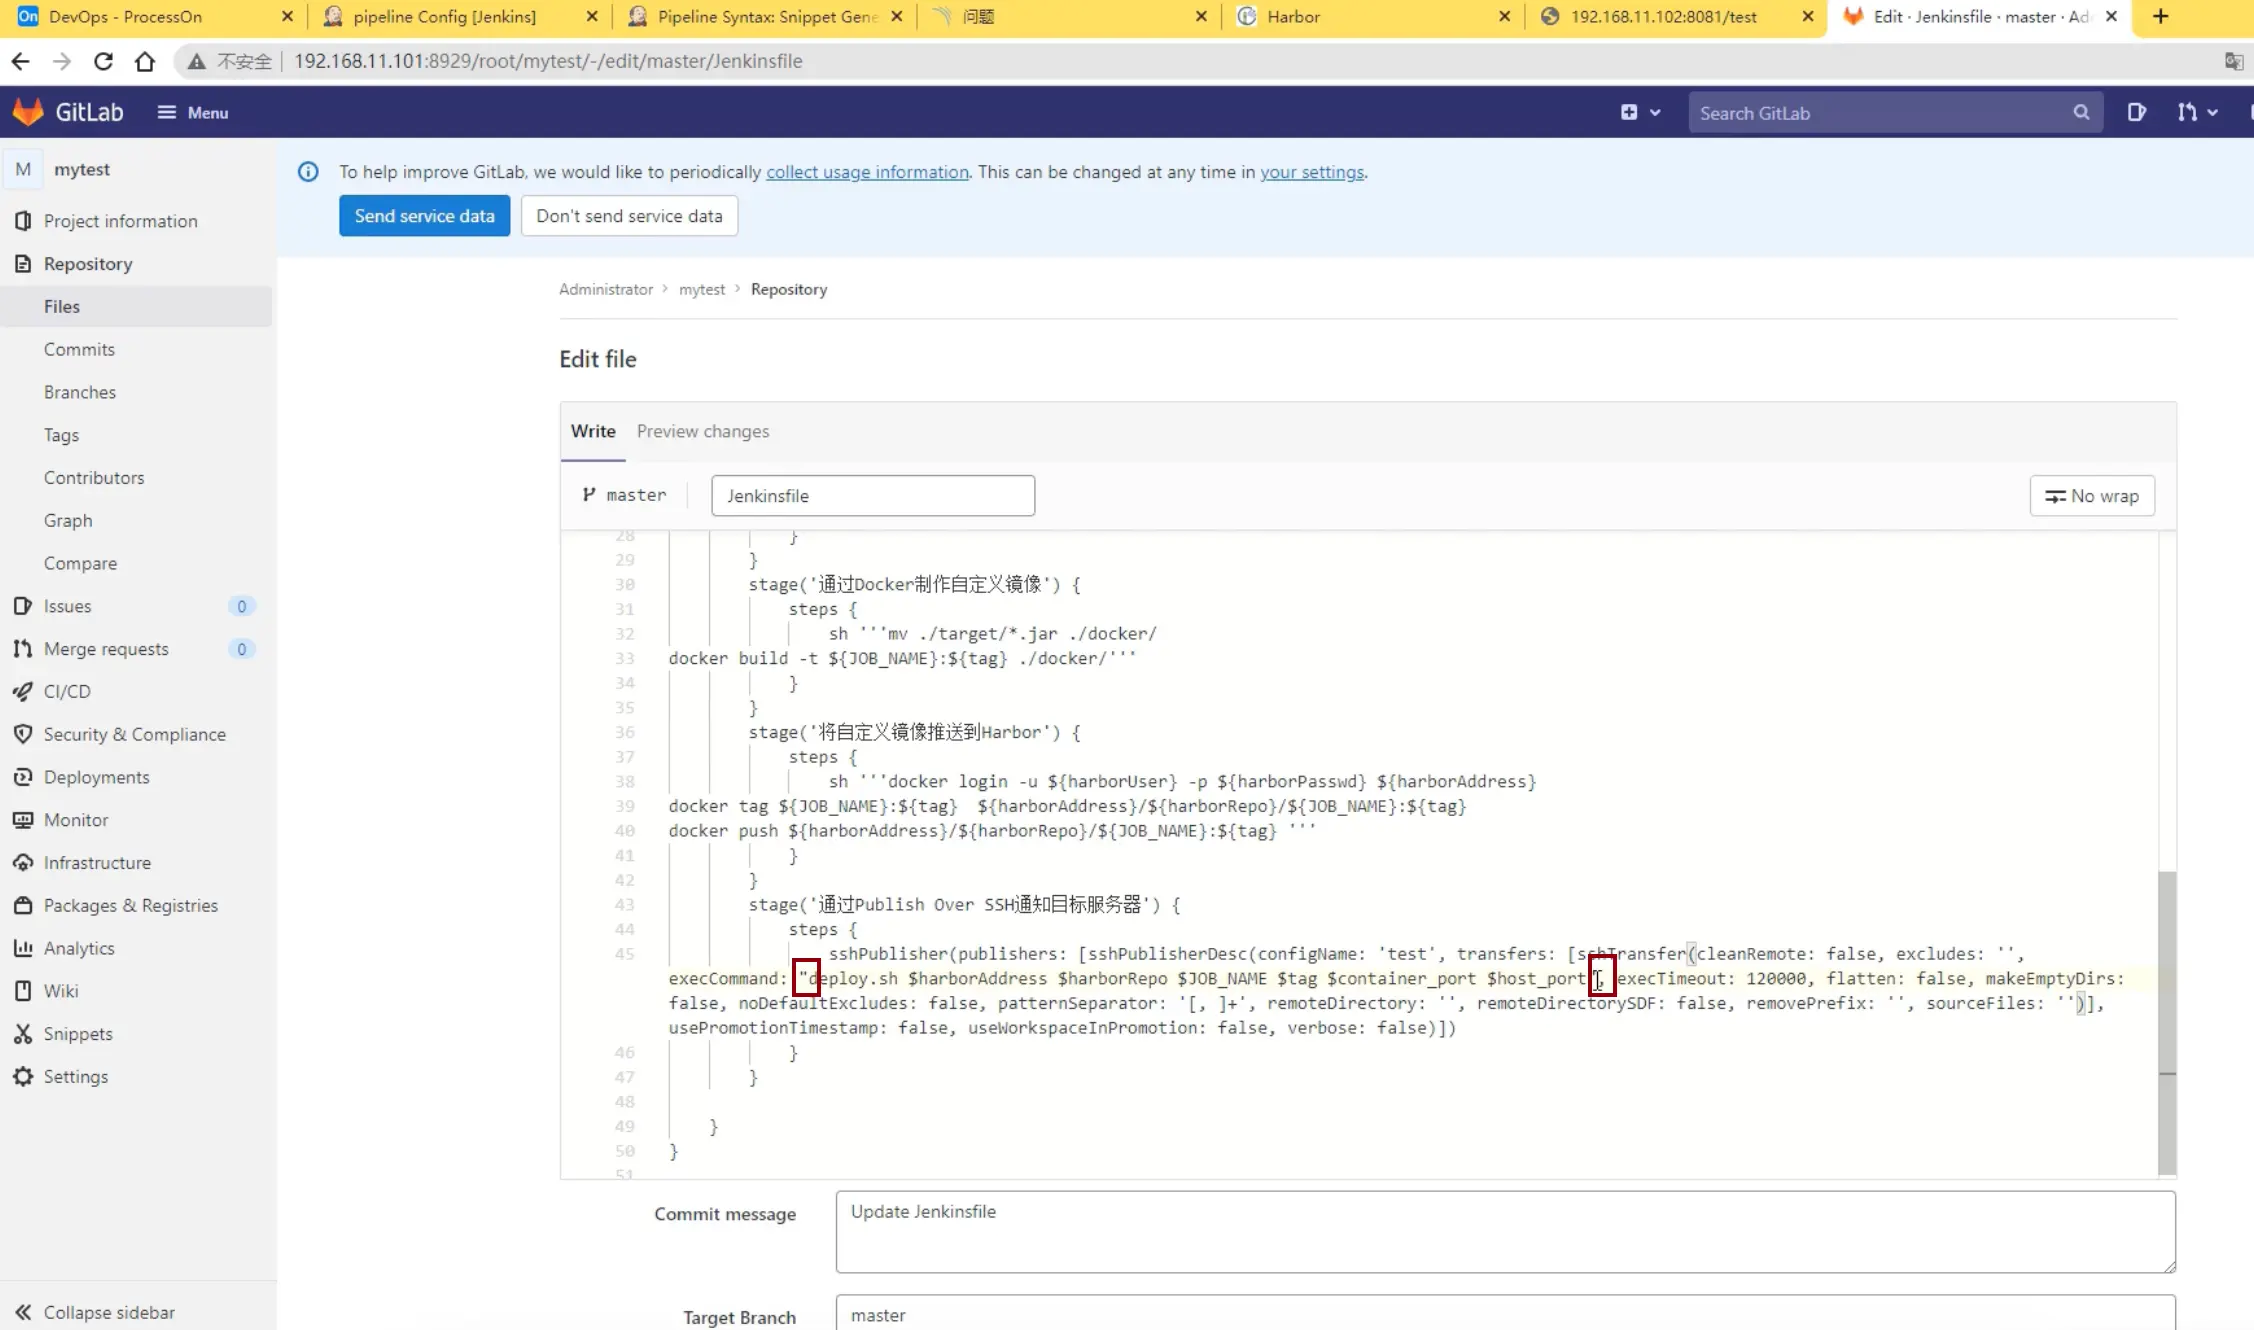 On DevOps - ProcessOn
pipeline Config [Jenkins]
Pipeline Syntax: Snippet Gene
问题
Harbor
192.168.11.102:8081/test
Edit · Jenkinsfile · master · Ad
不安全 | 192.168.11.101:8929/root/mytest/-/edit/master/Jenkinsfile
GitLab
Menu
Search GitLab
M mytest
Project information
Repository
Files
Commits
Branches
Tags
Contributors
Graph
Compare
Issues 0
Merge requests 0
CI/CD
Security & Compliance
Deployments
Monitor
Infrastructure
Packages & Registries
Analytics
Wiki
Snippets
Settings
Collapse sidebar
To help improve GitLab, we would like to periodically collect usage information. This can be changed at any time in your settings.
Send service data
Don't send service data
Administrator > mytest > Repository
Edit file
Write
Preview changes
master
Jenkinsfile
No wrap
28 }
29 }
30 stage('通过Docker制作自定义镜像') {
31 steps {
32 sh '''mv ./target/*.jar ./docker/
33 docker build -t ${JOB_NAME}:${tag} ./docker/'''
34 }
35 }
36 stage('将自定义镜像推送到Harbor') {
37 steps {
38 sh '''docker login -u ${harborUser} -p ${harborPasswd} ${harborAddress}
39 docker tag ${JOB_NAME}:${tag}  ${harborAddress}/${harborRepo}/${JOB_NAME}:${tag}
40 docker push ${harborAddress}/${harborRepo}/${JOB_NAME}:${tag} '''
41 }
42 }
43 stage('通过Publish Over SSH通知目标服务器') {
44 steps {
45 sshPublisher(publishers: [sshPublisherDesc(configName: 'test', transfers: [sshTransfer(cleanRemote: false, excludes: '',
execCommand: "deploy.sh $harborAddress $harborRepo $JOB_NAME $tag $container_port $host_port", execTimeout: 120000, flatten: false, makeEmptyDirs:
false, noDefaultExcludes: false, patternSeparator: '[, ]+', remoteDirectory: '', remoteDirectorySDF: false, removePrefix: '', sourceFiles: '')],
usePromotionTimestamp: false, useWorkspaceInPromotion: false, verbose: false)])
46 }
47 }
48
49 }
50 }
51
Commit message
Update Jenkinsfile
Target Branch
master